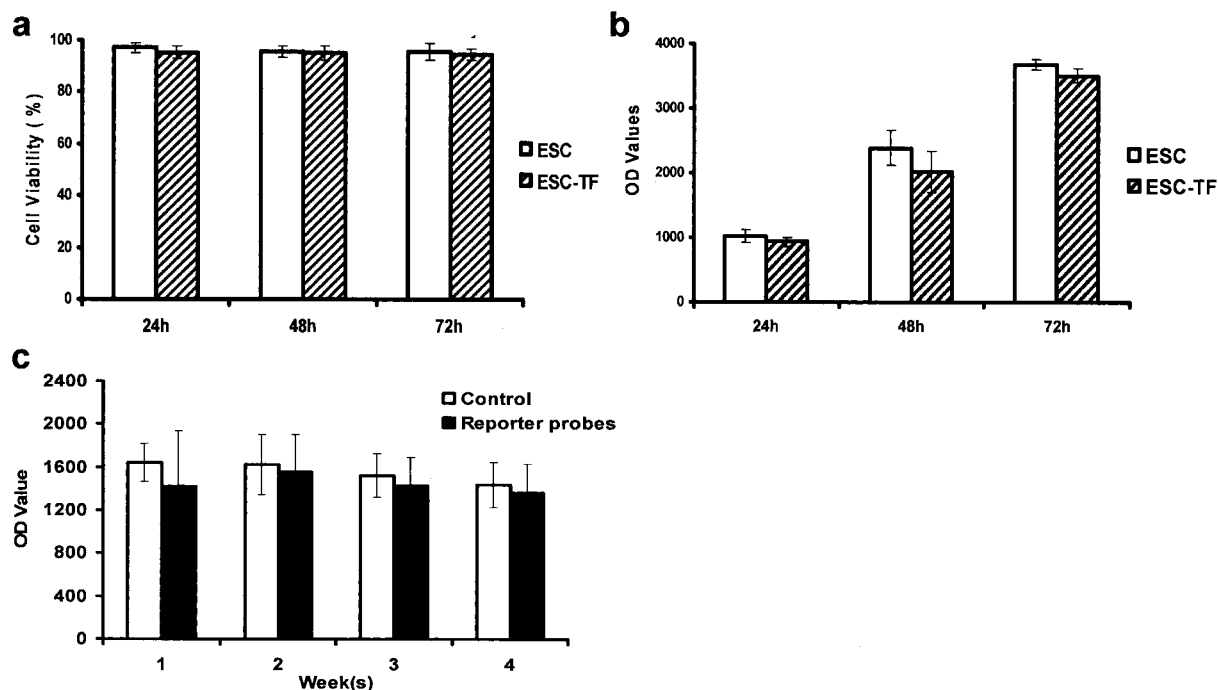 a
100
80
60
40
20
0
Cell Viability ( %)
24h
48h
72h
ESC
ESC-TF
b
4000
3000
2000
1000
0
OD Values
24h
48h
72h
ESC
ESC-TF
c
2400
2000
1600
1200
800
400
0
OD Value
Control
Reporter probes
1
2
3
4
Week(s)